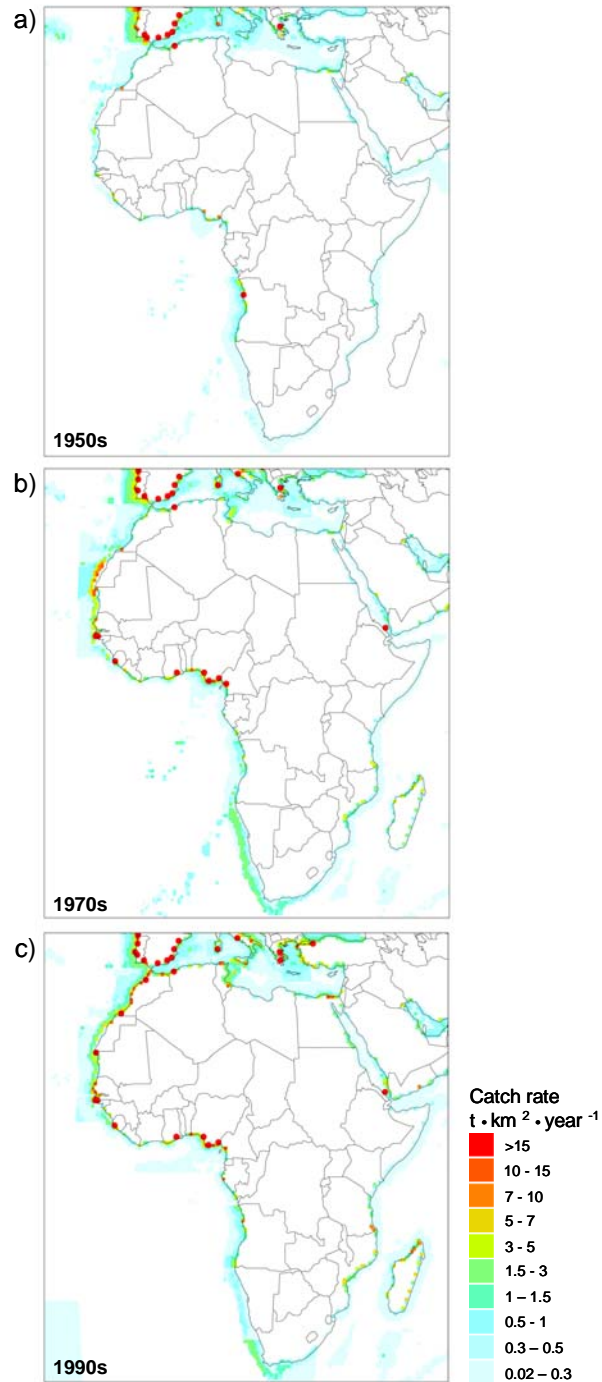 a)
1950s
b)
1970s
c)
1990s
Catch rate
t • km ² • year -¹
>15
10 - 15
7 - 10
5 - 7
3 - 5
1.5 - 3
1 – 1.5
0.5 - 1
0.3 – 0.5
0.02 – 0.3